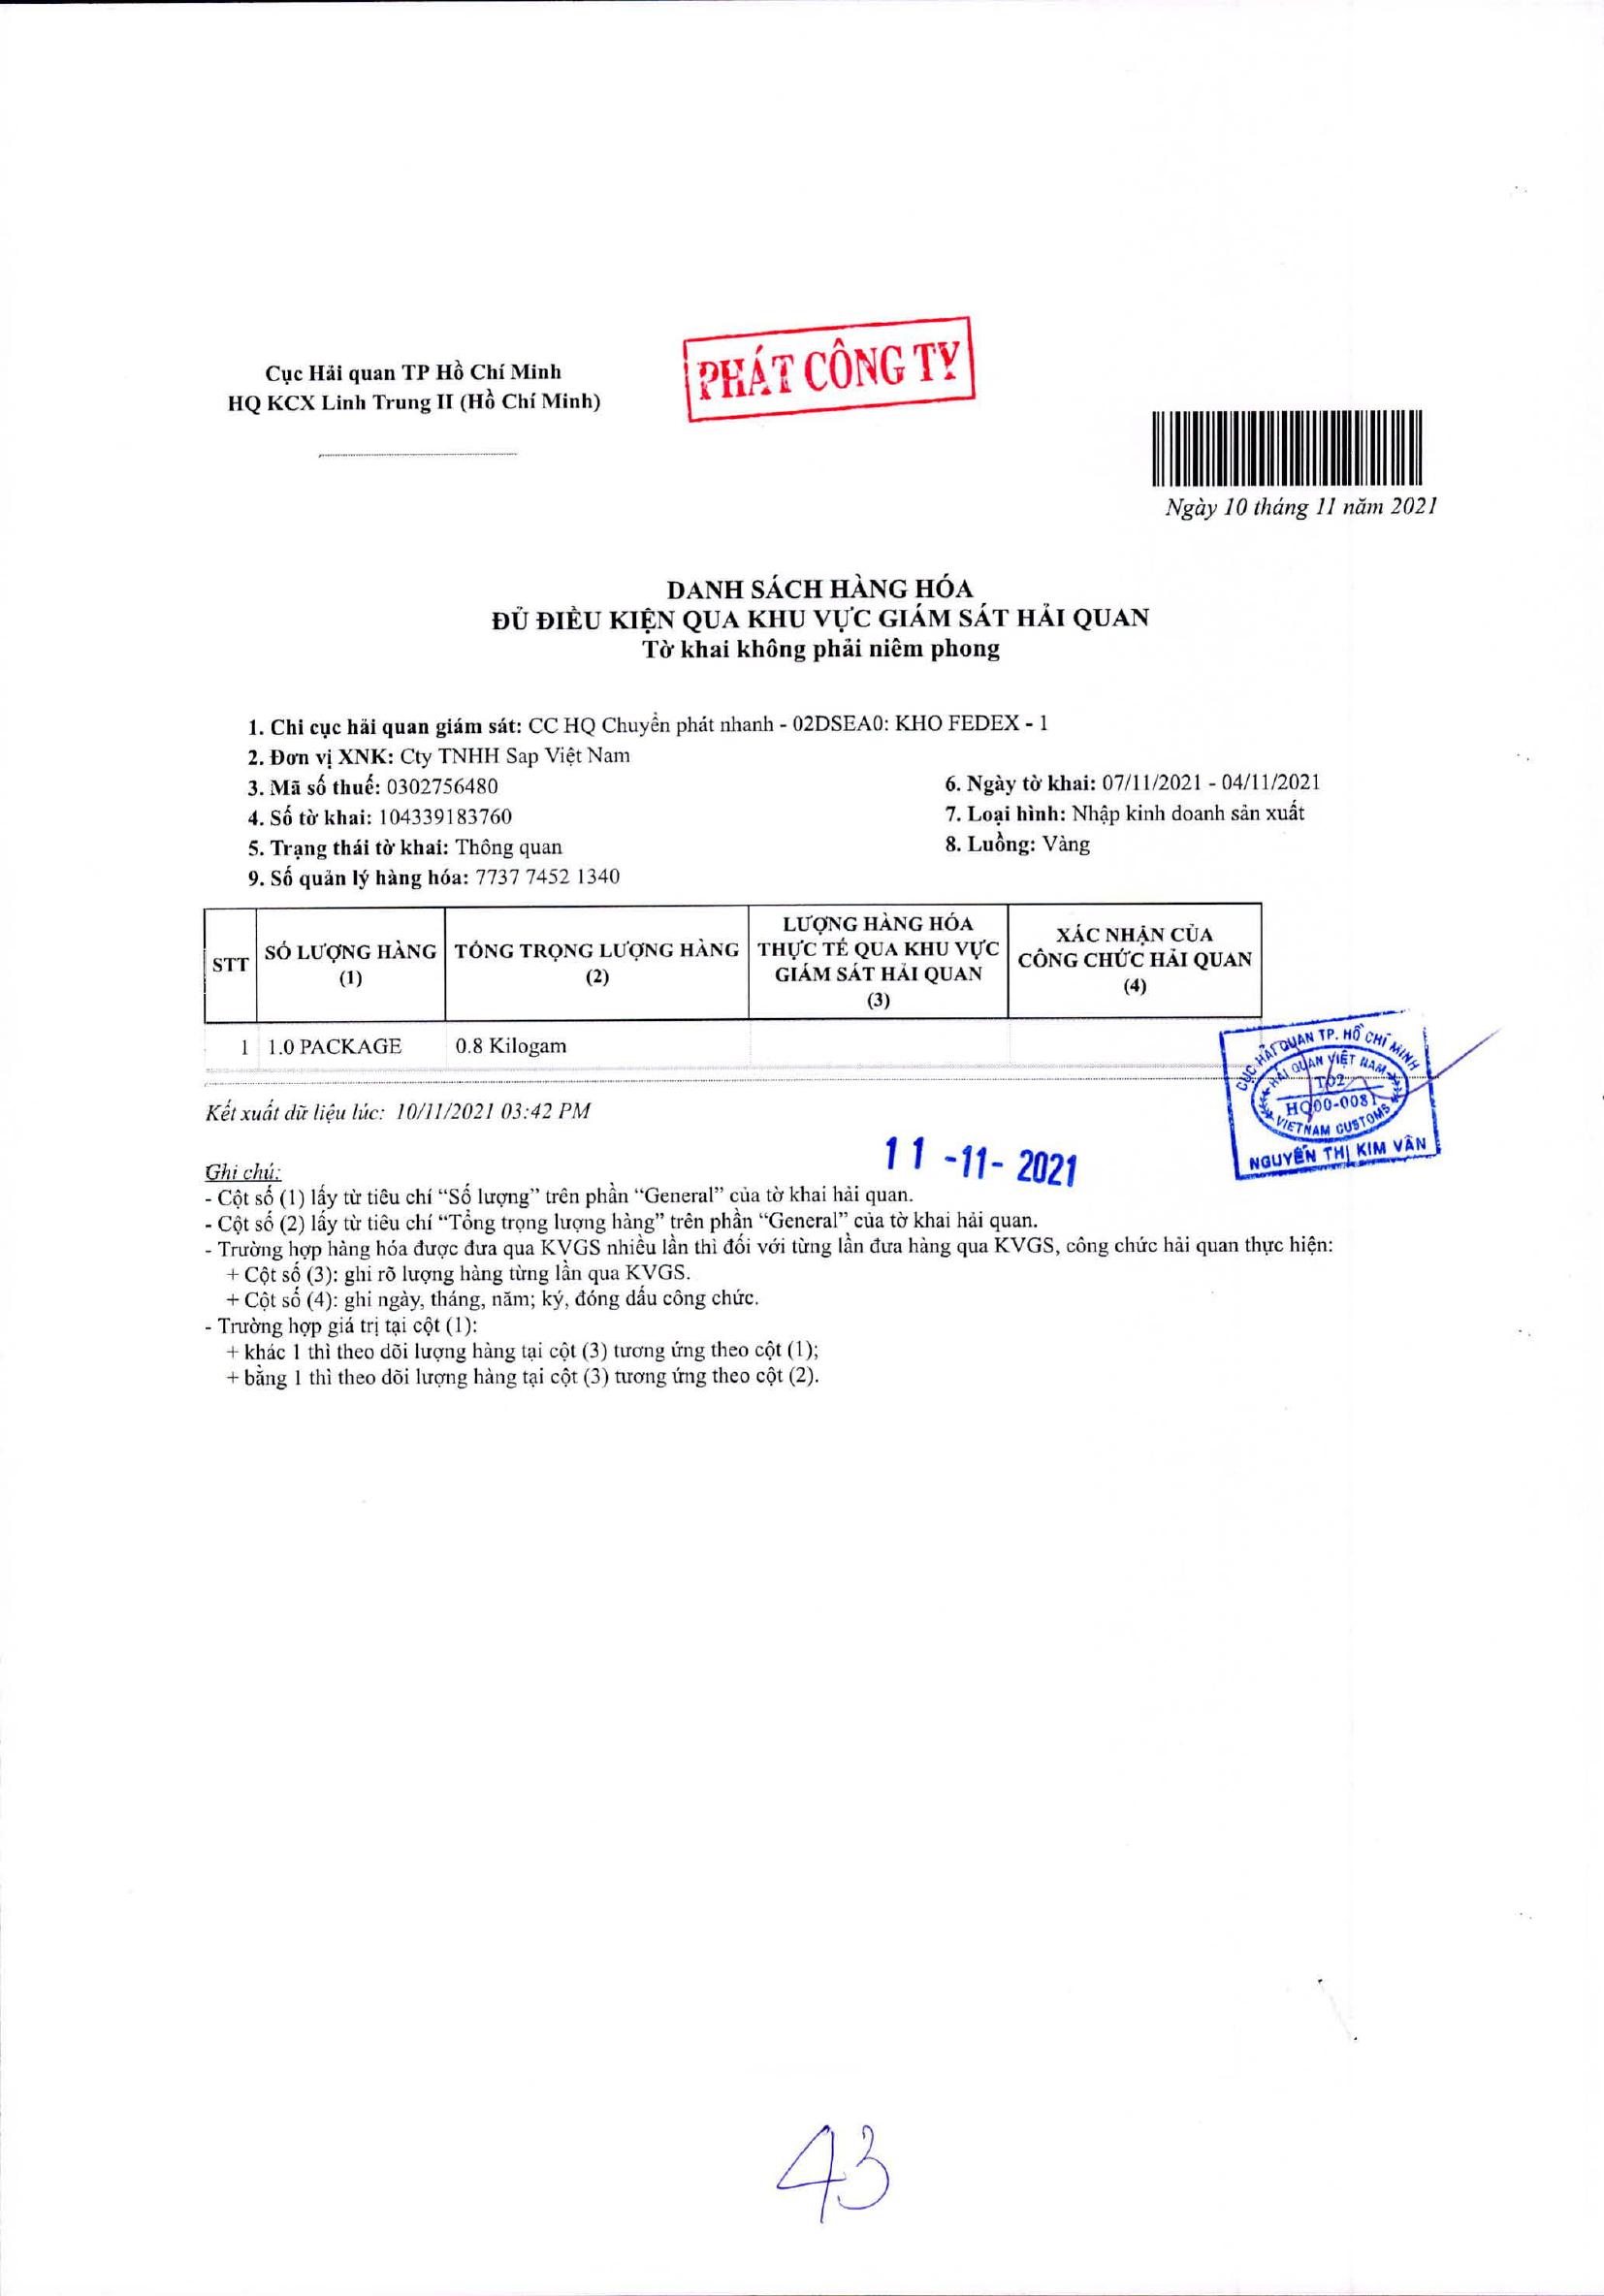 PHÁT CÔNG TY
Cục Hải quan TP Hồ Chí Minh
HQ KCX Linh Trung II (Hồ Chí Minh)
Ngày 10 tháng 11 năm 2021
DANH SÁCH HÀNG HÓA
ĐỦ ĐIỀU KIỆN QUA KHU VỰC GIÁM SÁT HẢI QUAN
Tờ khai không phải niêm phong
1. Chi cục hải quan giám sát: CC HQ Chuyển phát nhanh - 02DSEA0: KHO FEDEX - 1
2. Đơn vị XNK: Cty TNHH Sap Việt Nam
3. Mã số thuế: 0302756480
6. Ngày tờ khai: 07/11/2021 - 04/11/2021
4. Số tờ khai: 104339183760
7. Loại hình: Nhập kinh doanh sản xuất
5. Trạng thái tờ khai: Thông quan
8. Luồng: Vàng
9. Số quản lý hàng hóa: 7737 7452 1340
STT
SỐ LƯỢNG HÀNG
(1)
TỔNG TRỌNG LƯỢNG HÀNG
(2)
LƯỢNG HÀNG HÓA
THỰC TẾ QUA KHU VỰC
GIÁM SÁT HẢI QUAN
(3)
XÁC NHẬN CỦA
CÔNG CHỨC HẢI QUAN
(4)
1 1.0 PACKAGE 0.8 Kilogam
CỤC HẢI QUAN TP. HỒ CHÍ MINH
HẢI QUAN VIỆT NAM
T02
HQ00-0081
VIETNAM CUSTOMS
NGUYỄN THỊ KIM VÂN
Kết xuất dữ liệu lúc: 10/11/2021 03:42 PM
11 -11- 2021
Ghi chú:
- Cột số (1) lấy từ tiêu chí “Số lượng” trên phần “General” của tờ khai hải quan.
- Cột số (2) lấy từ tiêu chí “Tổng trọng lượng hàng” trên phần “General” của tờ khai hải quan.
- Trường hợp hàng hóa được đưa qua KVGS nhiều lần thì đối với từng lần đưa hàng qua KVGS, công chức hải quan thực hiện:
+ Cột số (3): ghi rõ lượng hàng từng lần qua KVGS.
+ Cột số (4): ghi ngày, tháng, năm; ký, đóng dấu công chức.
- Trường hợp giá trị tại cột (1):
+ khác 1 thì theo dõi lượng hàng tại cột (3) tương ứng theo cột (1);
+ bằng 1 thì theo dõi lượng hàng tại cột (3) tương ứng theo cột (2).
43